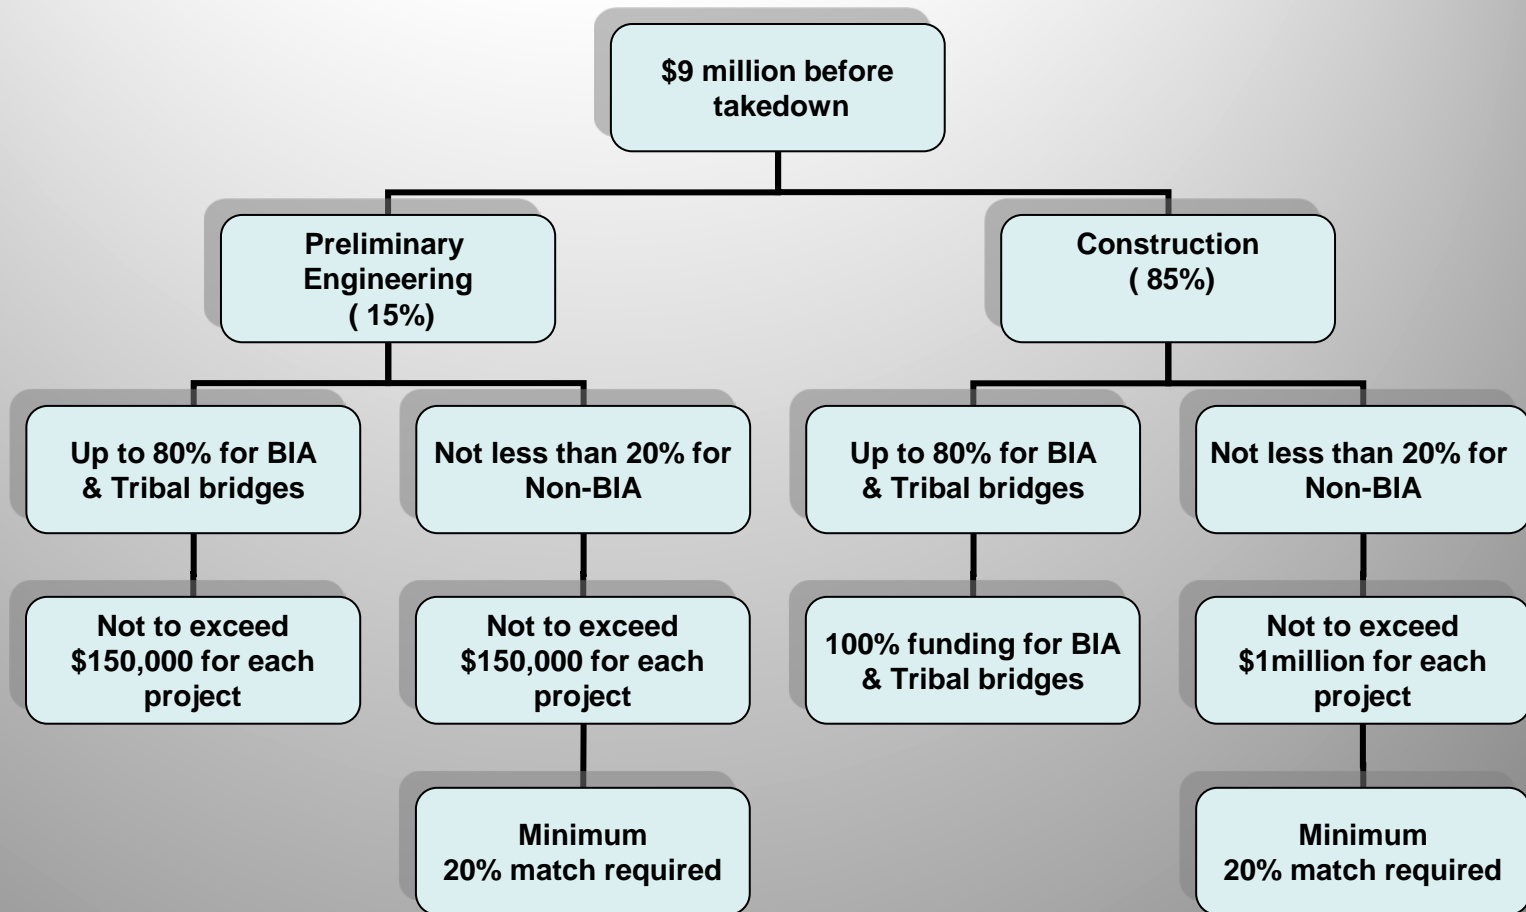 $9 million before
takedown
Preliminary
Engineering
( 15%)
Construction
( 85%)
Up to 80% for BIA
& Tribal bridges
Not less than 20% for
Non-BIA
Up to 80% for BIA
& Tribal bridges
Not less than 20% for
Non-BIA
Not to exceed
$150,000 for each
project
Not to exceed
$150,000 for each
project
100% funding for BIA
& Tribal bridges
Not to exceed
$1million for each
project
Minimum
20% match required
Minimum
20% match required